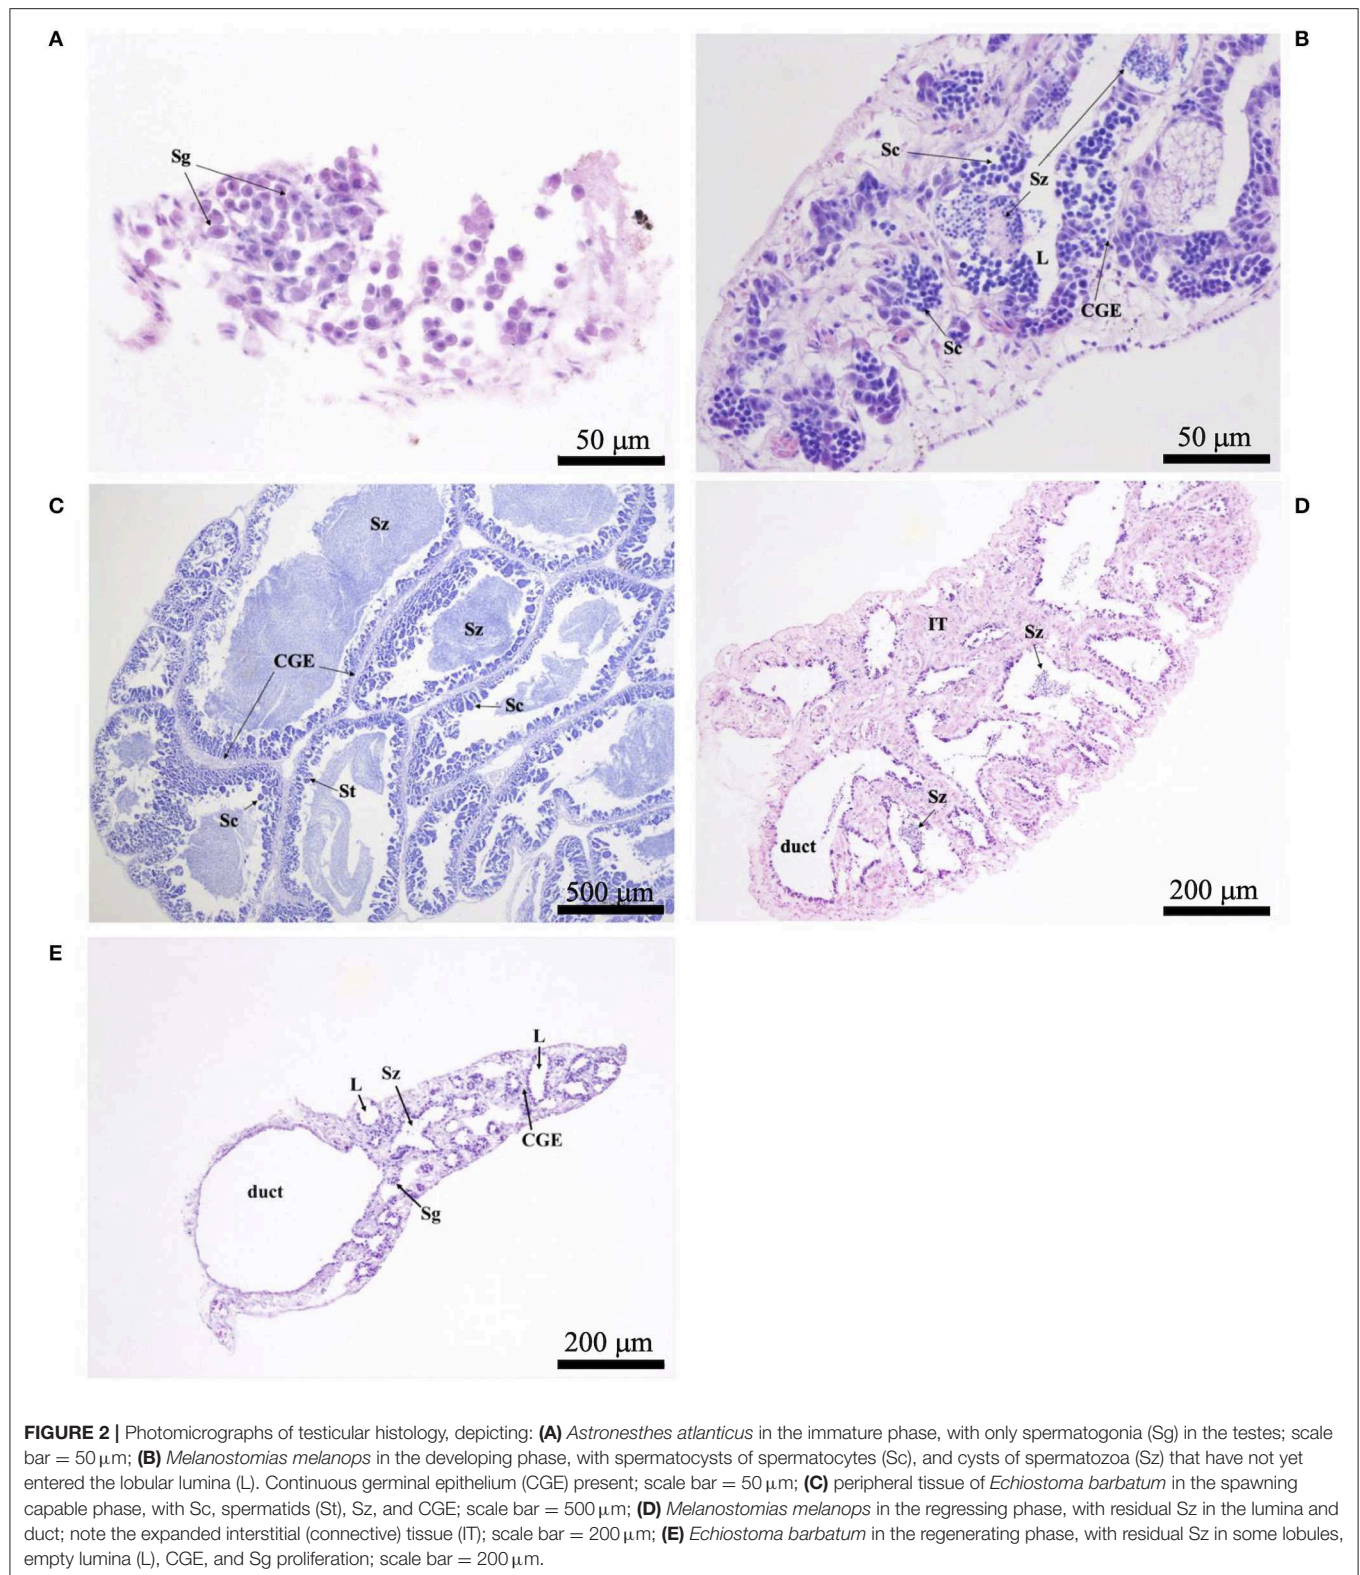 A
Sg
50 µm
B
Sc
Sz
L
CGE
Sc
50 µm
C
Sz
Sz
CGE
Sc
St
Sc
500 µm
D
IT
Sz
Sz
duct
200 µm
E
L
Sz
L
CGE
duct
Sg
200 µm
FIGURE 2 | Photomicrographs of testicular histology, depicting: (A) Astronesthes atlanticus in the immature phase, with only spermatogonia (Sg) in the testes; scale
bar = 50 µm; (B) Melanostomias melanops in the developing phase, with spermatocysts of spermatocytes (Sc), and cysts of spermatozoa (Sz) that have not yet
entered the lobular lumina (L). Continuous germinal epithelium (CGE) present; scale bar = 50 µm; (C) peripheral tissue of Echiostoma barbatum in the spawning
capable phase, with Sc, spermatids (St), Sz, and CGE; scale bar = 500 µm; (D) Melanostomias melanops in the regressing phase, with residual Sz in the lumina and
duct; note the expanded interstitial (connective) tissue (IT); scale bar = 200 µm; (E) Echiostoma barbatum in the regenerating phase, with residual Sz in some lobules,
empty lumina (L), CGE, and Sg proliferation; scale bar = 200 µm.